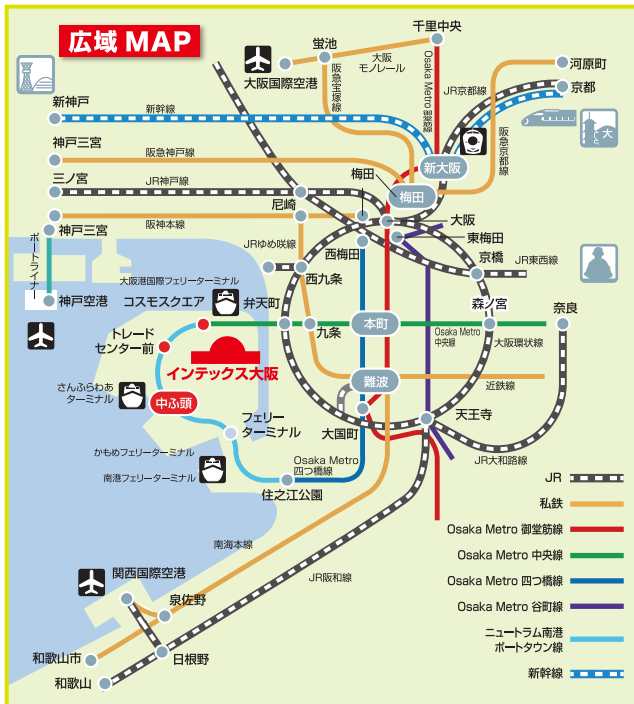 広域 MAP
千里中央
蛍池
大阪
モノレール
大阪国際空港
阪急宝塚線
Osaka Metro 御堂筋線
JR京都線
河原町
京都
大
新神戸
新幹線
神戸三宮
阪急神戸線
阪急京都線
新大阪
三ノ宮
JR神戸線
梅田
梅田
尼崎
阪神本線
大阪
神戸三宮
東梅田
西梅田
JRゆめ咲線
京橋
JR東西線
ポートライナー
西九条
大阪港国際フェリーターミナル
コスモスクエア
弁天町
神戸空港
森ノ宮
奈良
本町
トレード
センター前
九条
Osaka Metro
中央線
大阪環状線
インテックス大阪
難波
近鉄線
さんふらわあ
ターミナル
中ふ頭
フェリー
ターミナル
大国町
天王寺
かもめフェリーターミナル
Osaka Metro
四つ橋線
JR大和路線
南港フェリーターミナル
住之江公園
JR
私鉄
Osaka Metro 御堂筋線
Osaka Metro 中央線
Osaka Metro 四つ橋線
Osaka Metro 谷町線
ニュートラム南港
ポートタウン線
新幹線
南海本線
JR阪和線
関西国際空港
泉佐野
和歌山市
日根野
和歌山